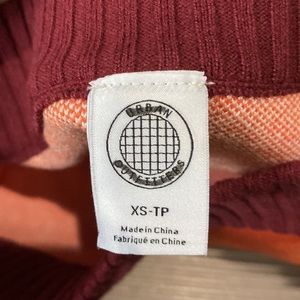 URBAN
OUTFITTERS
XS-TP
Made in China
Fabriqué en Chine